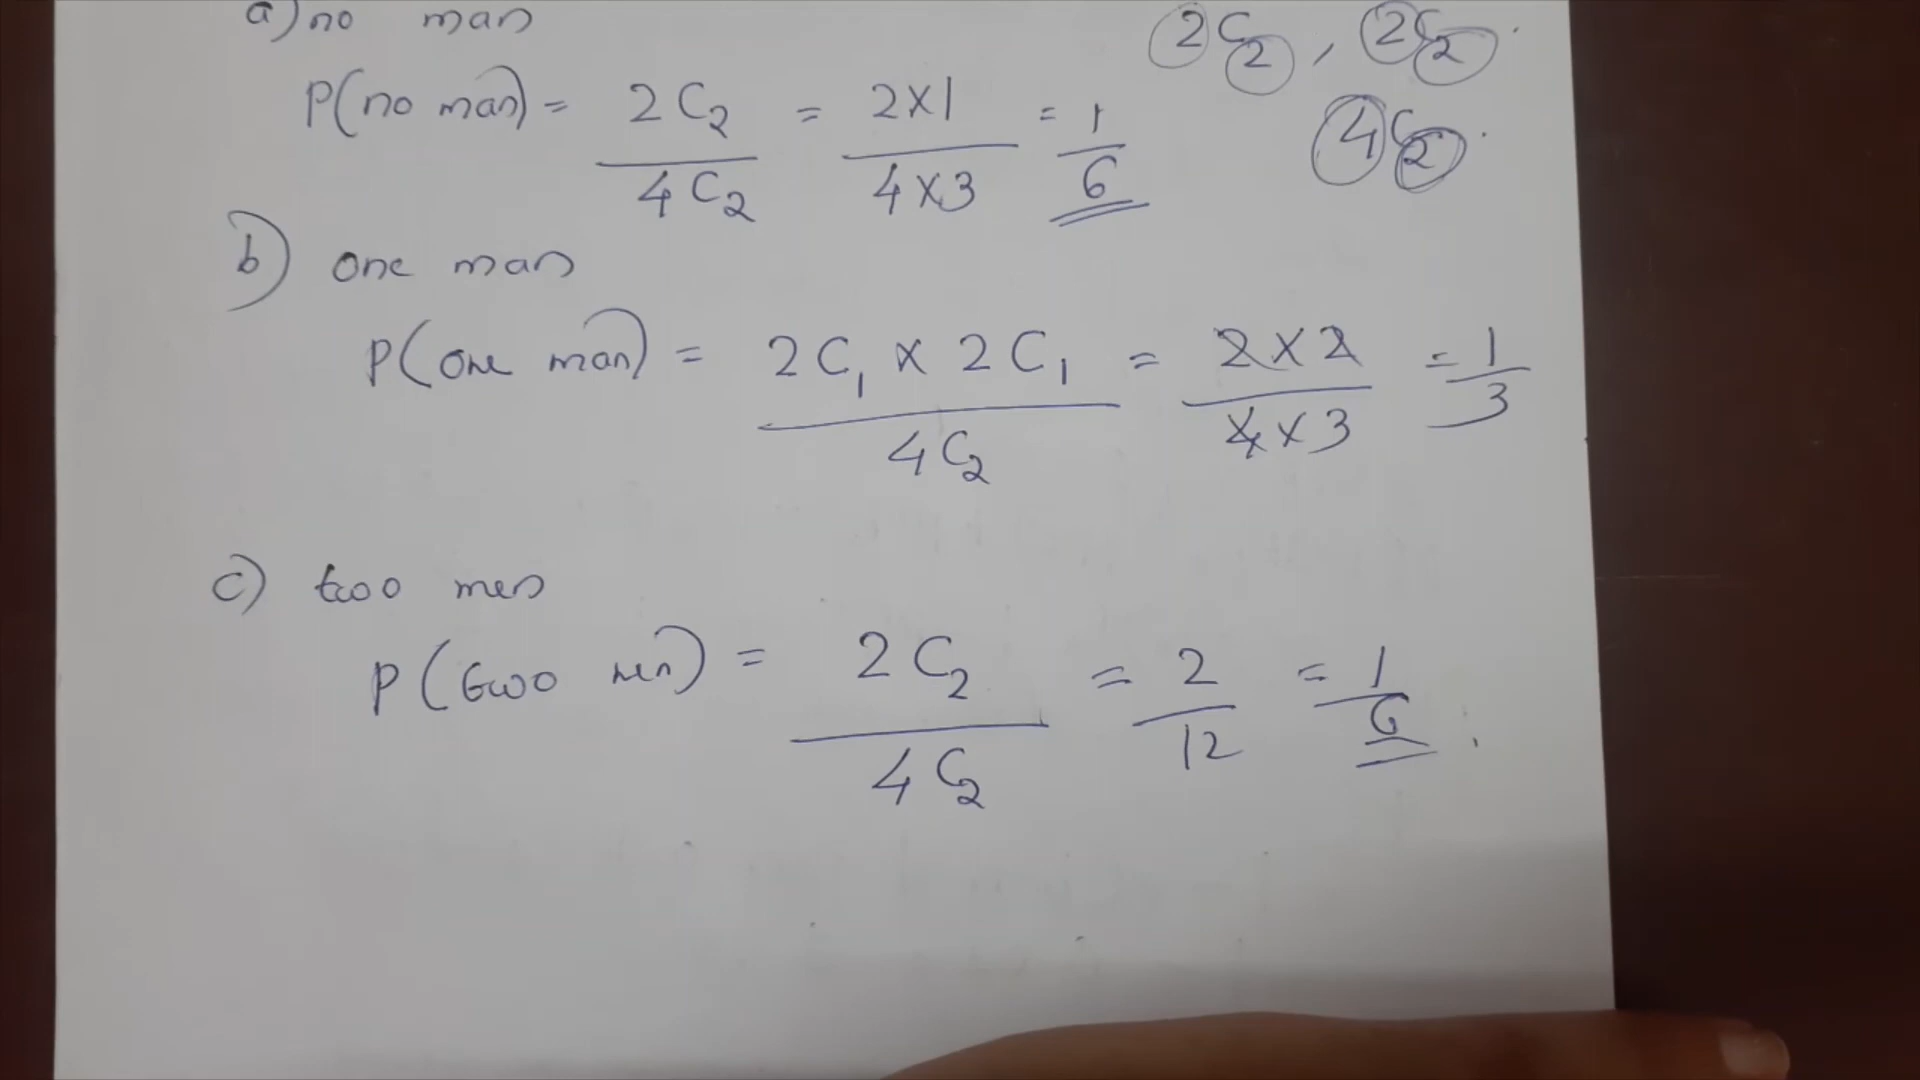 a) no man
2C2 , 2C2
P(no man) = 2C2 / 4C2 = 2×1 / 4×3 = 1/6
4C2
b) one man
P(one man) = 2C1 × 2C1 / 4C2 = 2×2 / 4×3 = 1/3
c) two men
P(two men) = 2C2 / 4C2 = 2/12 = 1/6